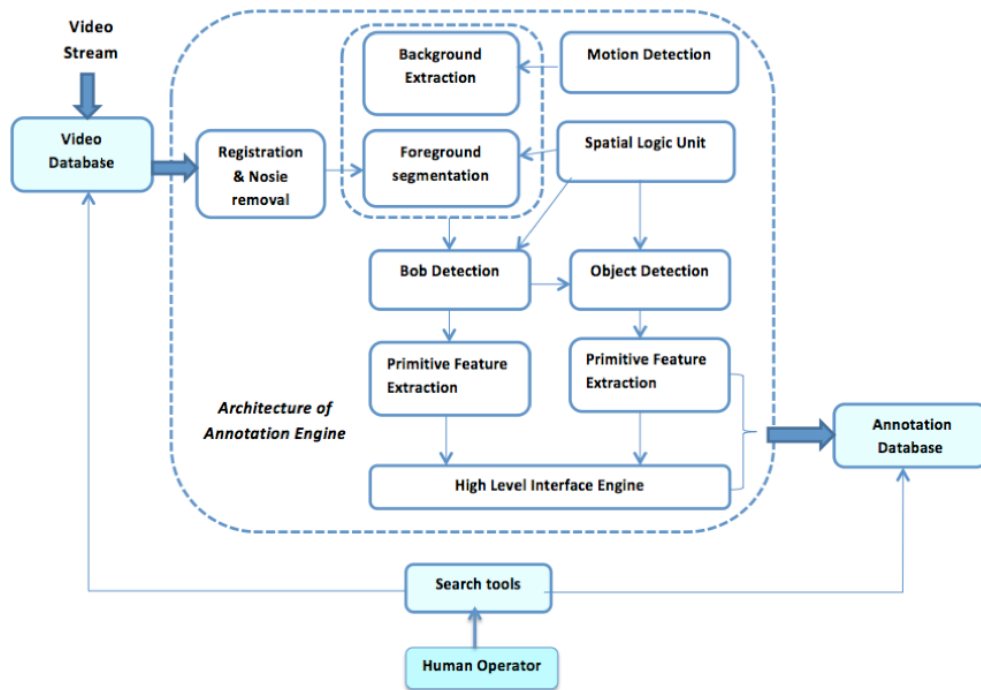 Video
Stream
Video
Database
Background
Extraction
Motion Detection
Registration
& Nosie
removal
Foreground
segmentation
Spatial Logic Unit
Bob Detection
Object Detection
Primitive Feature
Extraction
Primitive Feature
Extraction
Architecture of
Annotation Engine
High Level Interface Engine
Annotation
Database
Search tools
Human Operator